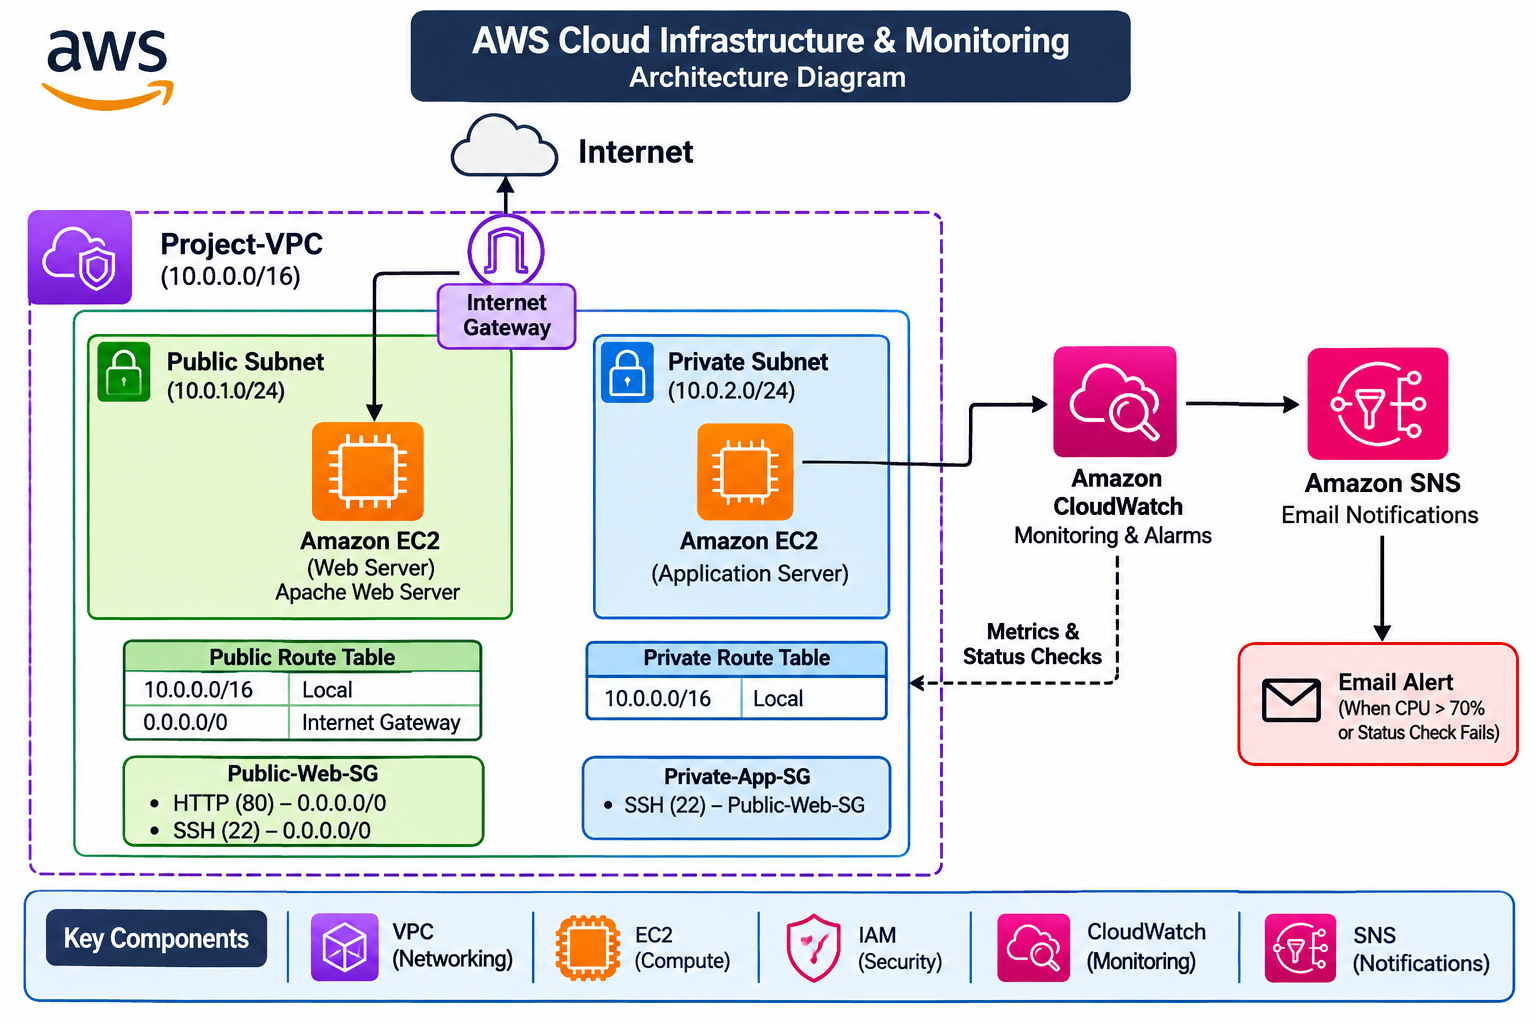 aws
AWS Cloud Infrastructure & Monitoring
Architecture Diagram
Internet
Project-VPC
(10.0.0.0/16)
Internet
Gateway
Public Subnet
(10.0.1.0/24)
Amazon EC2
(Web Server)
Apache Web Server
Private Subnet
(10.0.2.0/24)
Amazon EC2
(Application Server)
Amazon
CloudWatch
Monitoring & Alarms
Amazon SNS
Email Notifications
Metrics &
Status Checks
Email Alert
(When CPU > 70%
or Status Check Fails)
Public Route Table
10.0.0.0/16 Local
0.0.0.0/0 Internet Gateway
Private Route Table
10.0.0.0/16 Local
Public-Web-SG
• HTTP (80) – 0.0.0.0/0
• SSH (22) – 0.0.0.0/0
Private-App-SG
• SSH (22) – Public-Web-SG
Key Components
VPC
(Networking)
EC2
(Compute)
IAM
(Security)
CloudWatch
(Monitoring)
SNS
(Notifications)